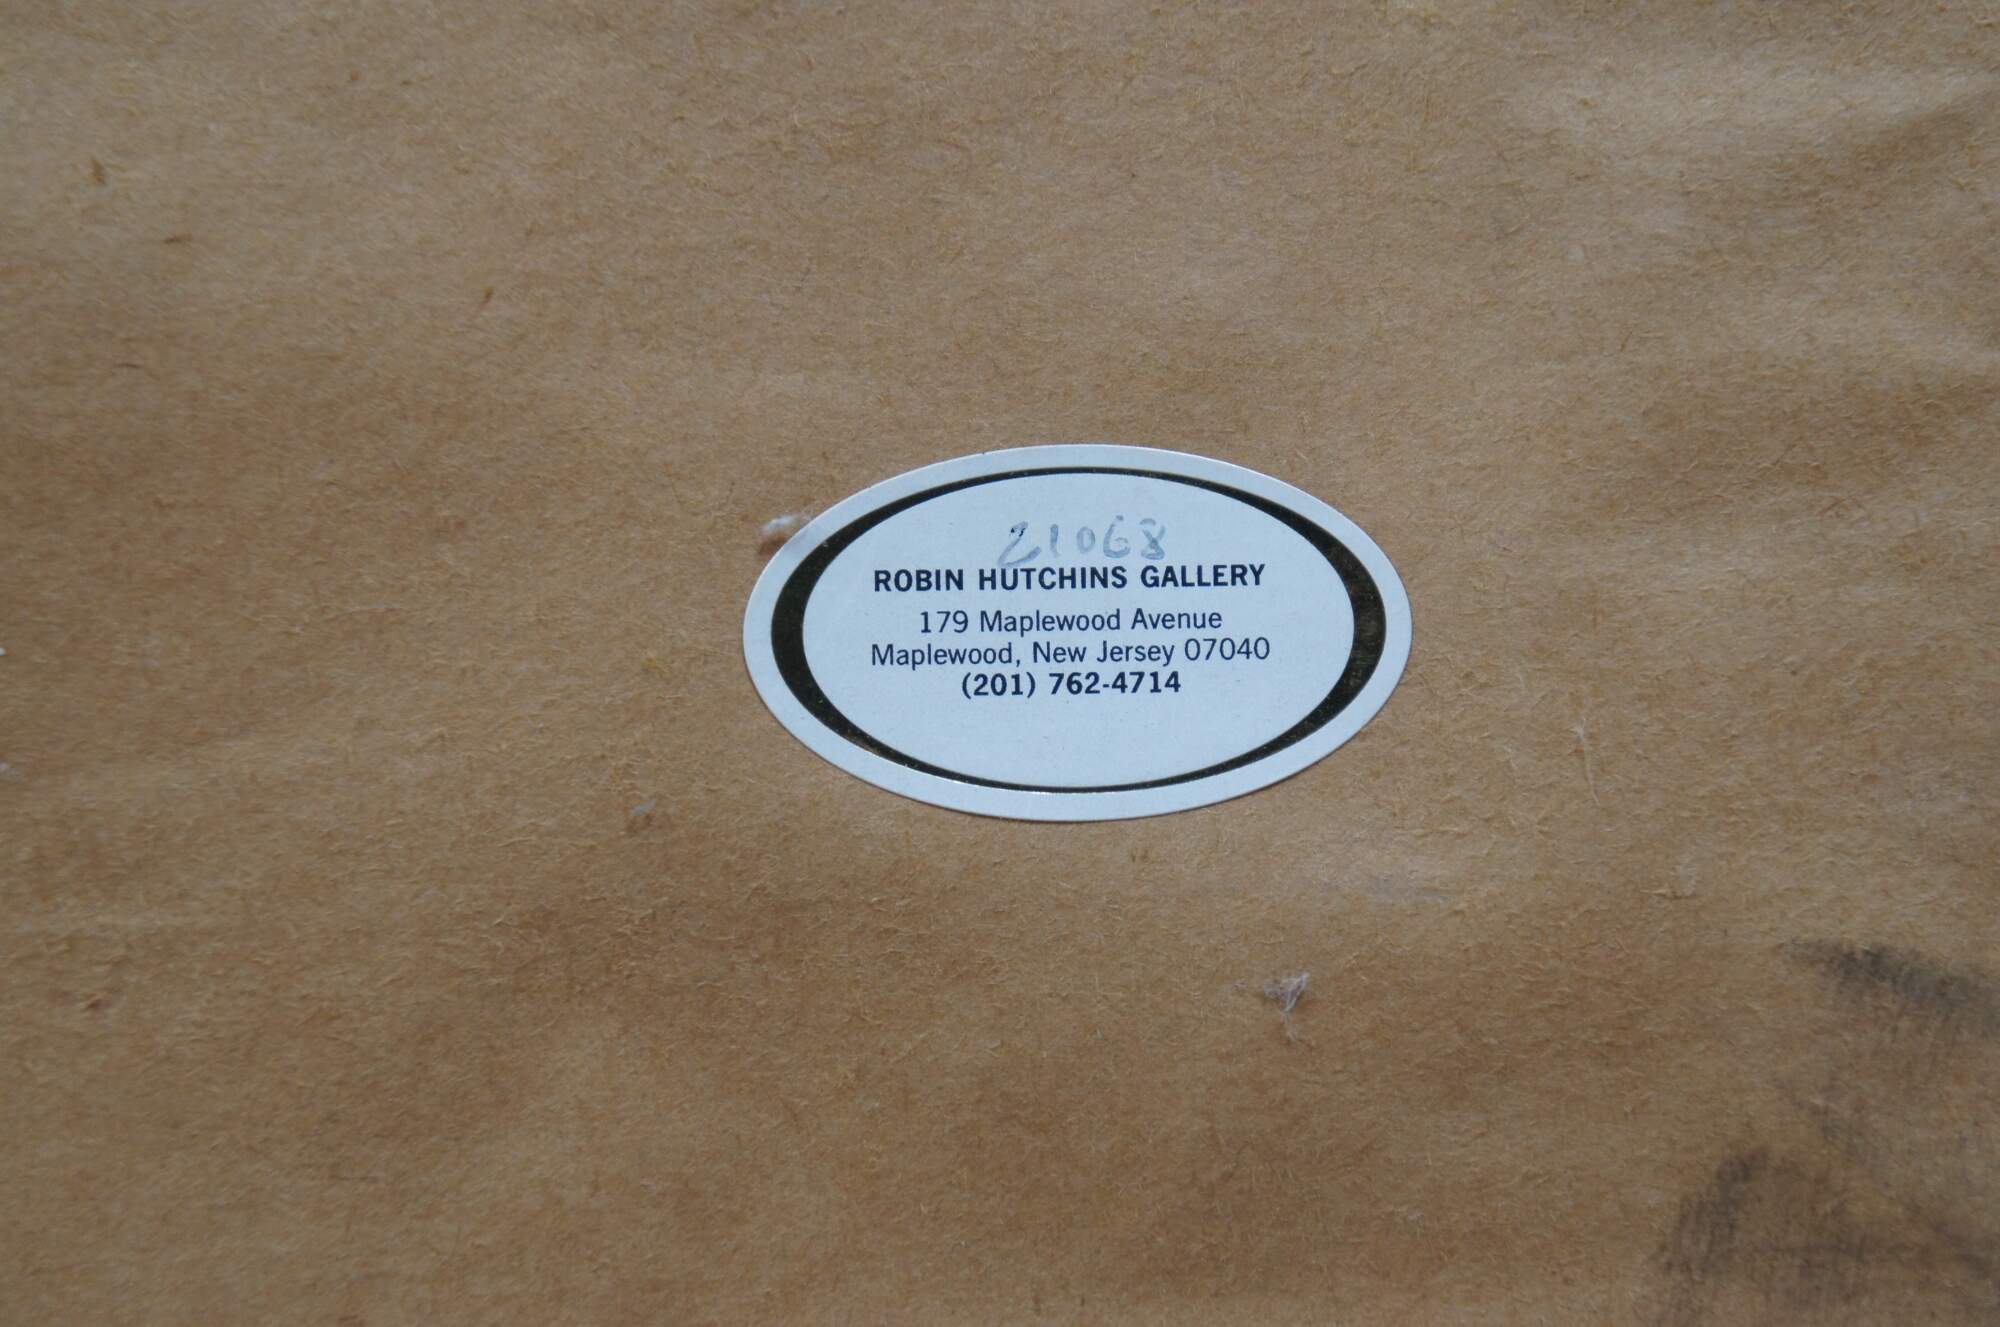 21068
ROBIN HUTCHINS GALLERY
179 Maplewood Avenue
Maplewood, New Jersey 07040
(201) 762-4714